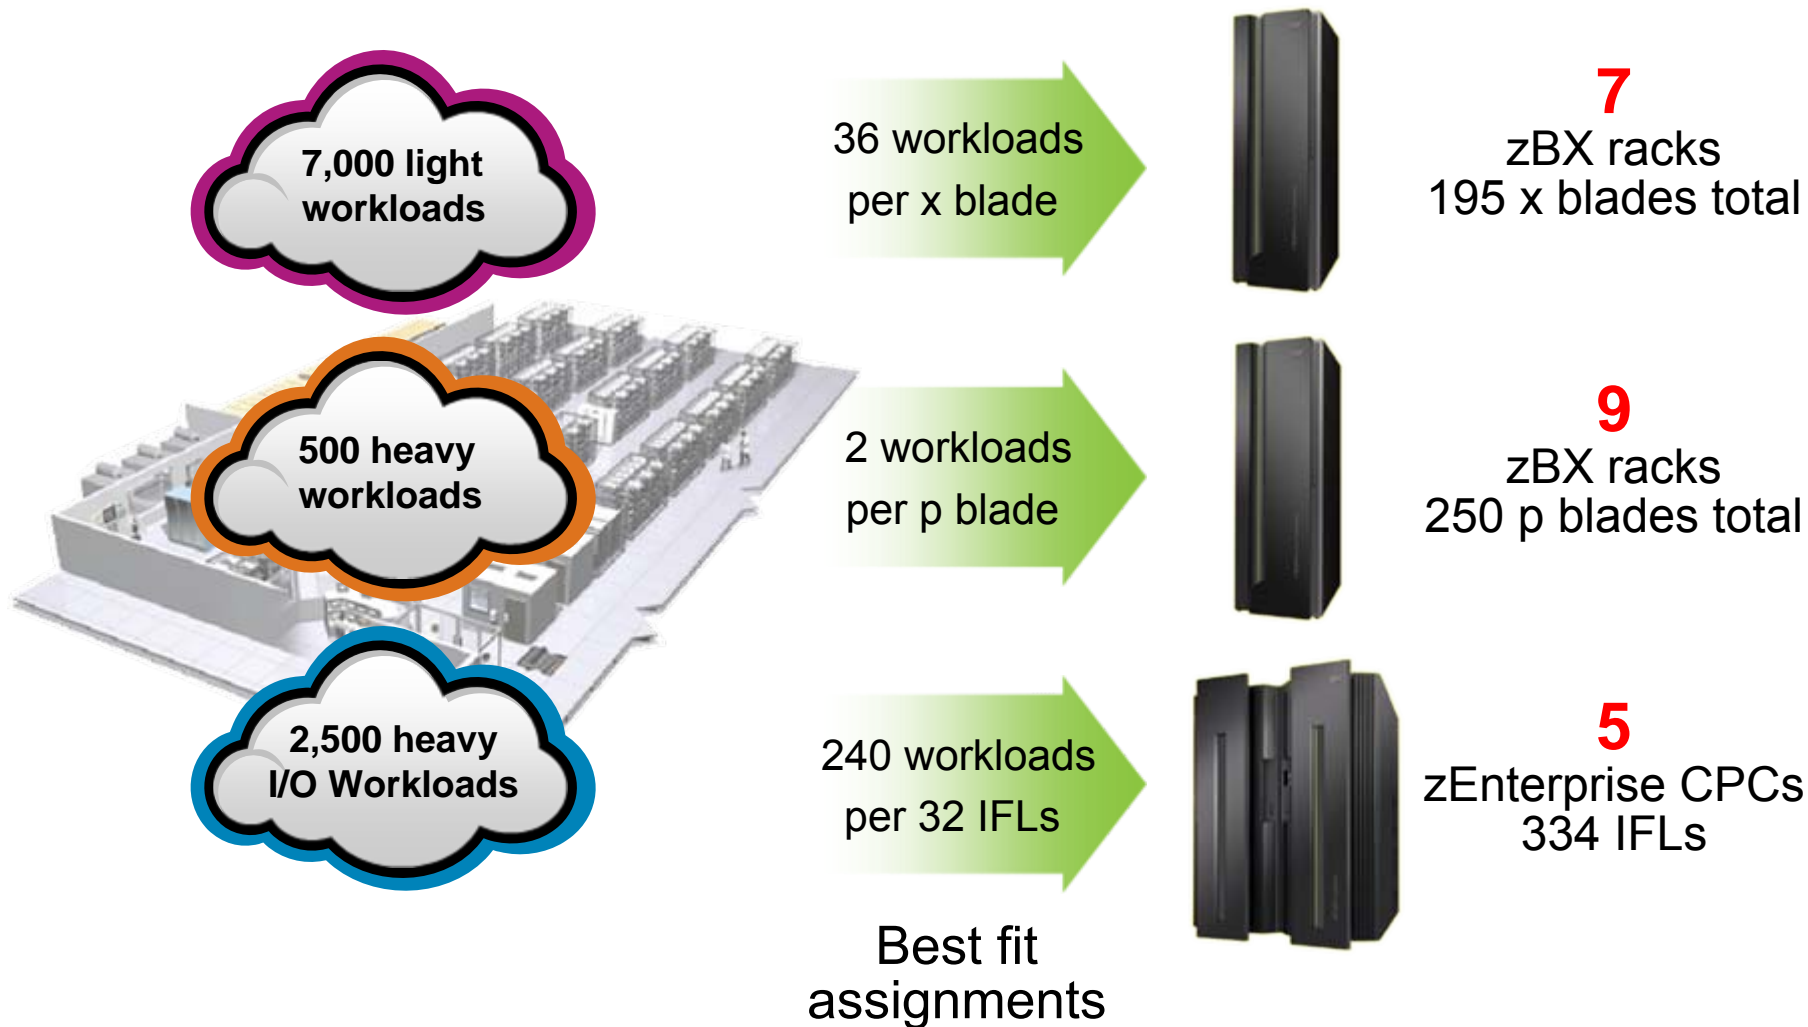 7,000 light
workloads
36 workloads
per x blade
7
zBX racks
195 x blades total
500 heavy
workloads
2 workloads
per p blade
9
zBX racks
250 p blades total
2,500 heavy
I/O Workloads
240 workloads
per 32 IFLs
5
zEnterprise CPCs
334 IFLs
Best fit
assignments